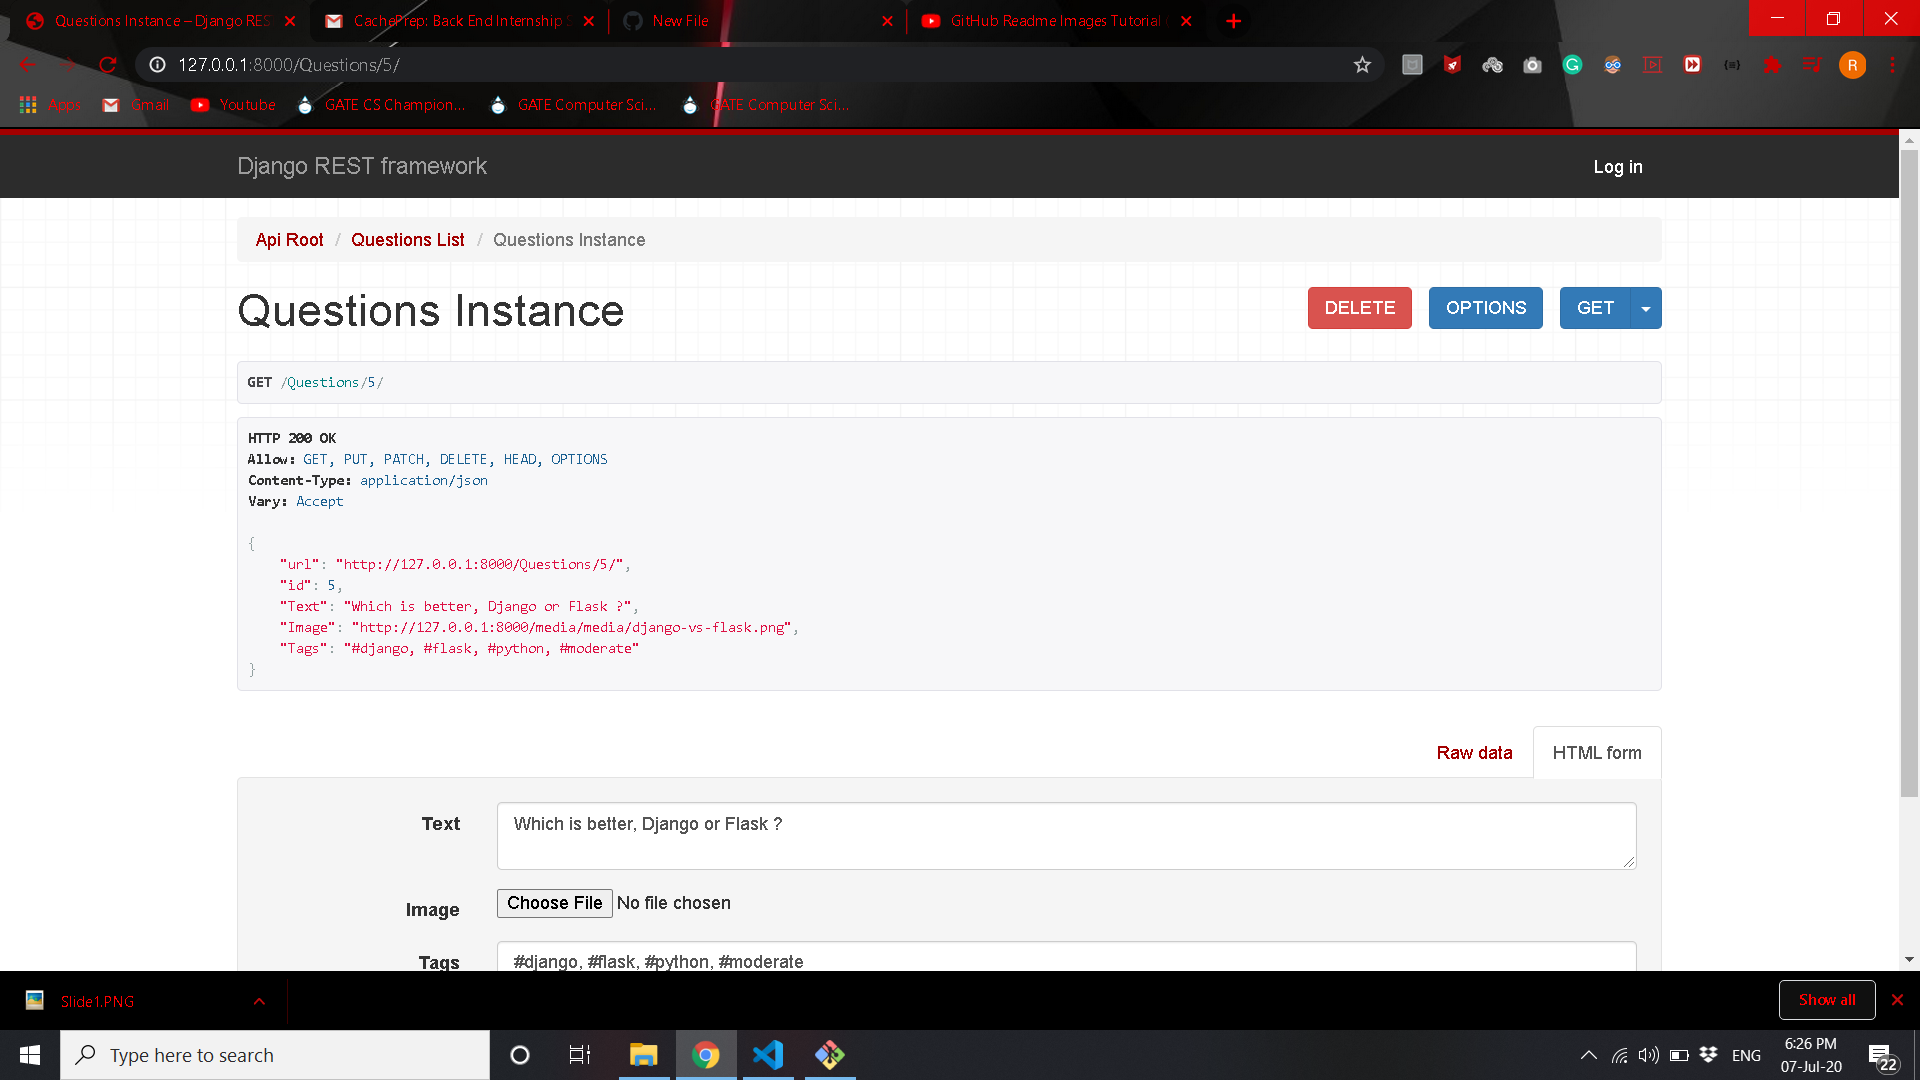 Questions Instance – Django RES
CachePrep: Back End Internship S
New File
GitHub Readme Images Tutorial
127.0.0.1:8000/Questions/5/
R
Apps
Gmail
Youtube
GATE CS Champion...
GATE Computer Sci...
GATE Computer Sci...
Django REST framework
Log in
Api Root / Questions List / Questions Instance
Questions Instance
DELETE
OPTIONS
GET
GET /Questions/5/
HTTP 200 OK
Allow: GET, PUT, PATCH, DELETE, HEAD, OPTIONS
Content-Type: application/json
Vary: Accept
{
"url": "http://127.0.0.1:8000/Questions/5/",
"id": 5,
"Text": "Which is better, Django or Flask ?",
"Image": "http://127.0.0.1:8000/media/media/django-vs-flask.png",
"Tags": "#django, #flask, #python, #moderate"
}
Raw data
HTML form
Text
Which is better, Django or Flask ?
Image
Choose File No file chosen
Tags
#django, #flask, #python, #moderate
Slide1.PNG
Show all
Type here to search
ENG
6:26 PM
07-Jul-20
22